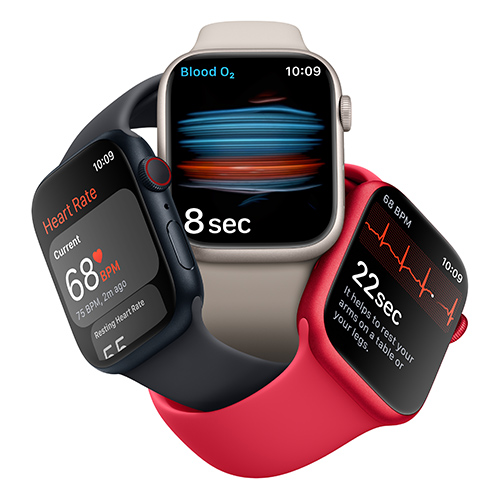 Blood O₂ 10:09
8 sec
10:09
Heart Rate
Current
68 BPM
75 BPM, 2m ago
Resting Heart Rate
68 BPM
10:09
22sec
It helps to rest your
arms on a table or
your legs.